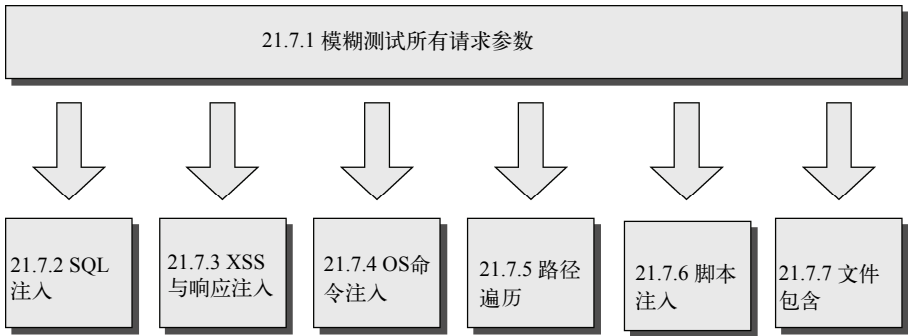 21.7.1 模糊测试所有请求参数
21.7.2 SQL
注入
21.7.3 XSS
与响应注入
21.7.4 OS命
令注入
21.7.5 路径
遍历
21.7.6 脚本
注入
21.7.7 文件
包含